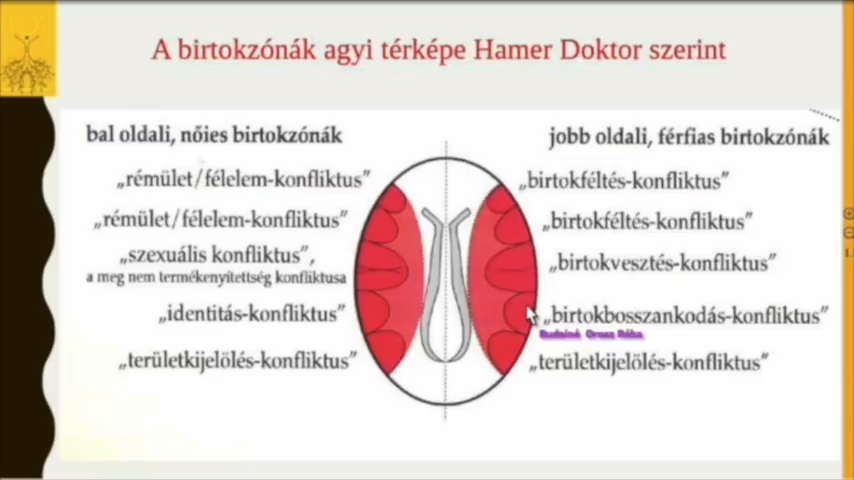 A birtokzónák agyi térképe Hamer Doktor szerint
bal oldali, nőies birtokzónák
„rémület/félelem-konfliktus”
„rémület/félelem-konfliktus”
„szexuális konfliktus”,
a meg nem termékenyítettség konfliktusa
„identitás-konfliktus”
„területkijelölés-konfliktus”
jobb oldali, férfias birtokzónák
„birtokféltés-konfliktus”
„birtokféltés-konfliktus”
„birtokvesztés-konfliktus”
„birtokbosszankodás-konfliktus”
„területkijelölés-konfliktus”